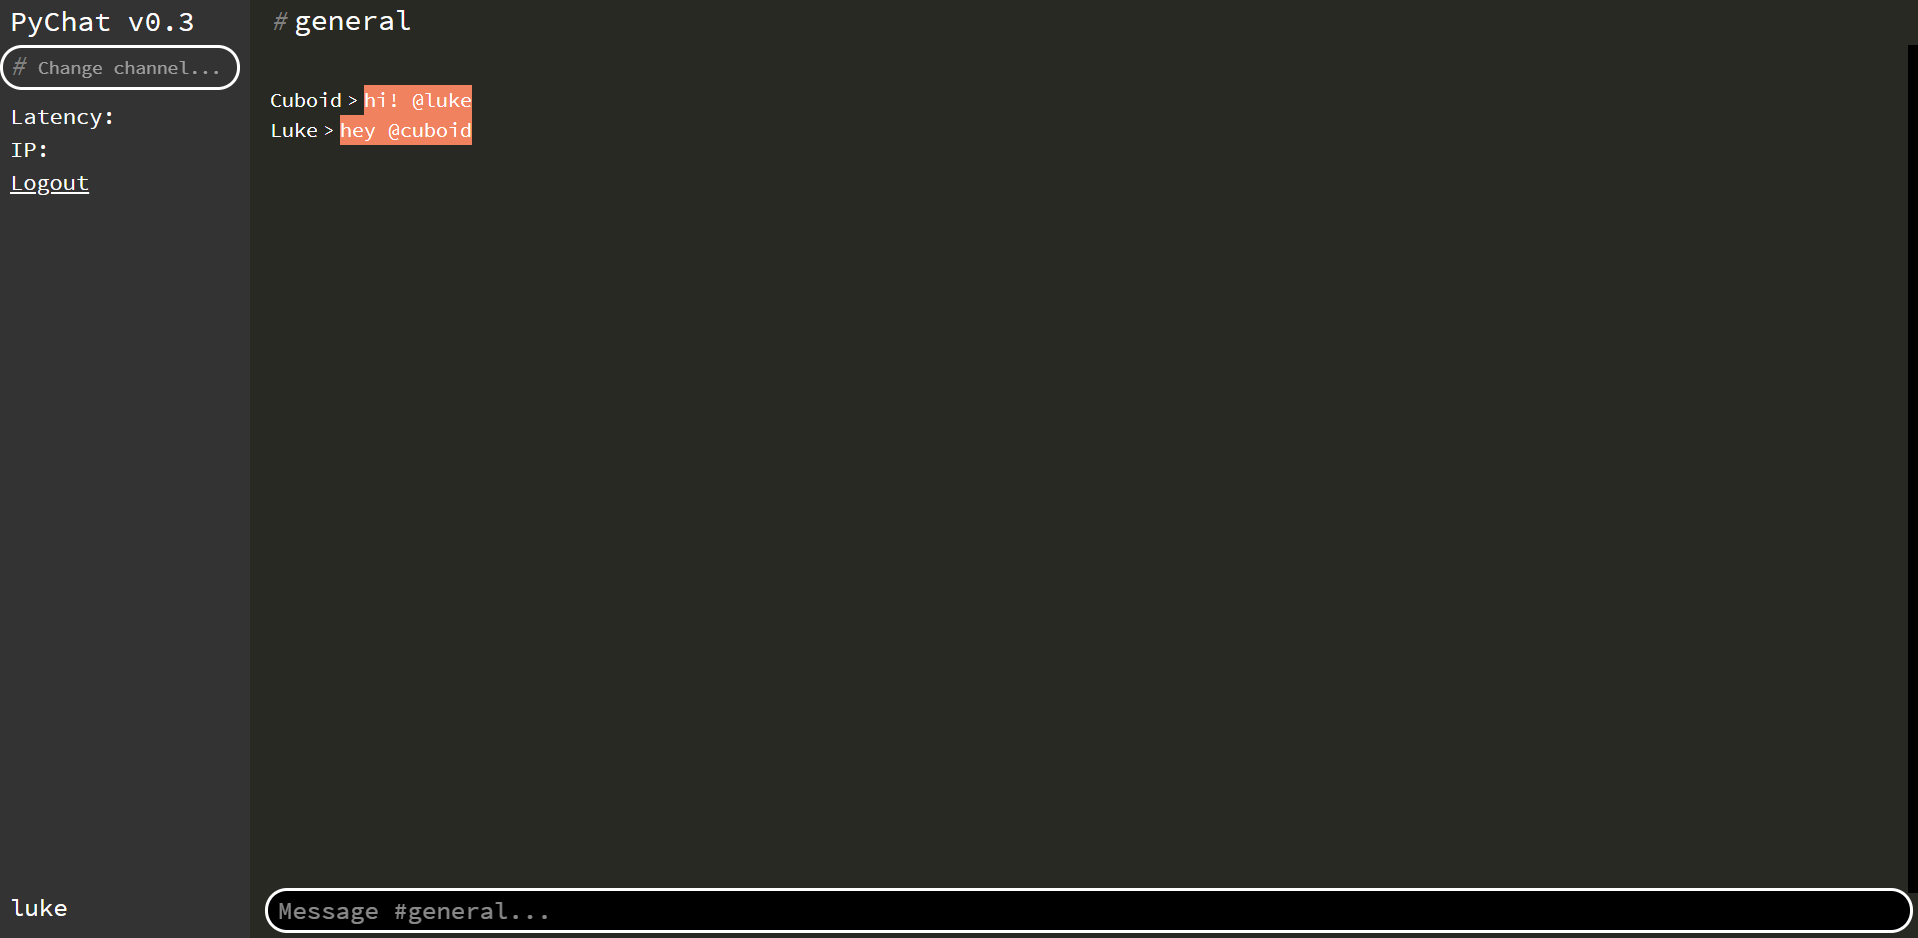 PyChat v0.3
# Change channel...
Latency:
IP:
Logout
luke
#general
Cuboid > hi! @luke
Luke > hey @cuboid
Message #general...